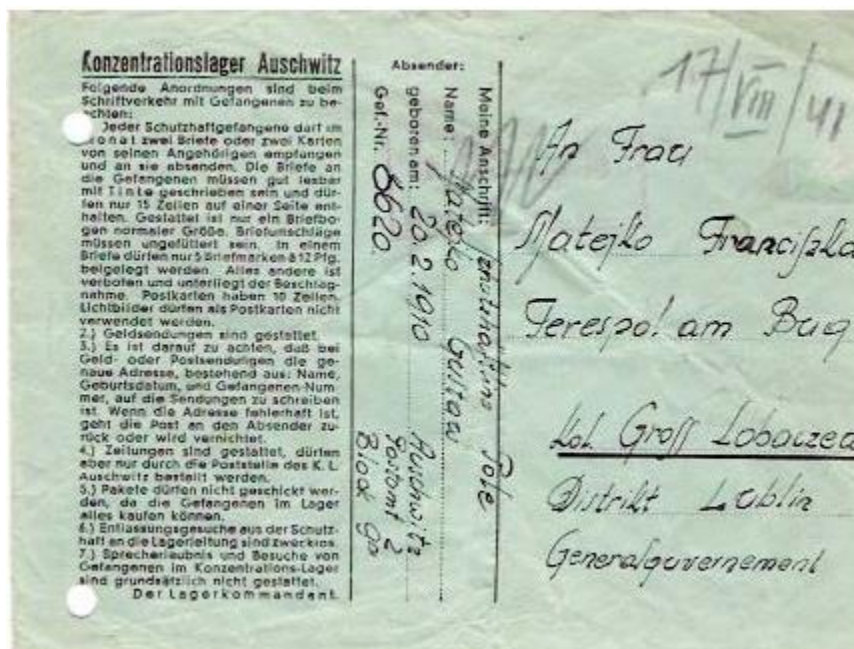 Konzentrationslager Auschwitz
Folgende Anordnungen sind beim
Schriftverkehr mit Gefangenen zu be-
achten:
Jeder Schutzhaftgefangene darf im
Monat zwei Briefe oder zwei Karten
von seinen Angehörigen empfangen
und an sie absenden. Die Briefe an
die Gefangenen müssen gut lesbar
mit Tinte geschrieben sein und dür-
fen nur 15 Zeilen auf einer Seite ent-
halten. Gestattet ist nur ein Briefbo-
gen normaler Größe. Briefumschläge
müssen ungefüttert sein. In einem
Briefe dürfen nur 5 Briefmarken à 12 Pfg.
beigelegt werden. Alles andere ist
verboten und unterliegt der Beschlag-
nahme. Postkarten haben 10 Zeilen.
Lichtbilder dürfen als Postkarten nicht
verwendet werden.
2.) Geldsendungen sind gestattet.
3.) Es ist darauf zu achten, daß bei
Geld- oder Postsendungen die ge-
naue Adresse, bestehend aus: Name,
Geburtsdatum, und Gefangenen-Num-
mer, auf die Sendungen zu schreiben
ist. Wenn die Adresse fehlerhaft ist,
geht die Post an den Absender zu-
rück oder wird vernichtet.
4.) Zeitungen sind gestattet, dürfen
aber nur durch die Poststelle des K. L.
Auschwitz bestellt werden.
5.) Pakete dürfen nicht geschickt wer-
den, da die Gefangenen im Lager
alles kaufen können.
6.) Entlassungsgesuche aus der Schutz-
haft an die Lagerleitung sind zwecklos.
7.) Sprecherlaubnis und Besuche von
Gefangenen im Konzentrations-Lager
sind grundsätzlich nicht gestattet.
Der Lagerkommandant.
Absender:
Meine Anschrift: Schutzhäftling Pole
Name: Matejko Gustaw
geboren am: 20.2.1910 Auschwitz
Postamt 2
Gef.-Nr. 6620. Block 9a
17/VIII/41
An Frau
Matejko Franciszka
Terespol am Bug
Kol. Gross Lobaczew
Distrikt Lublin
Generalgouvernement